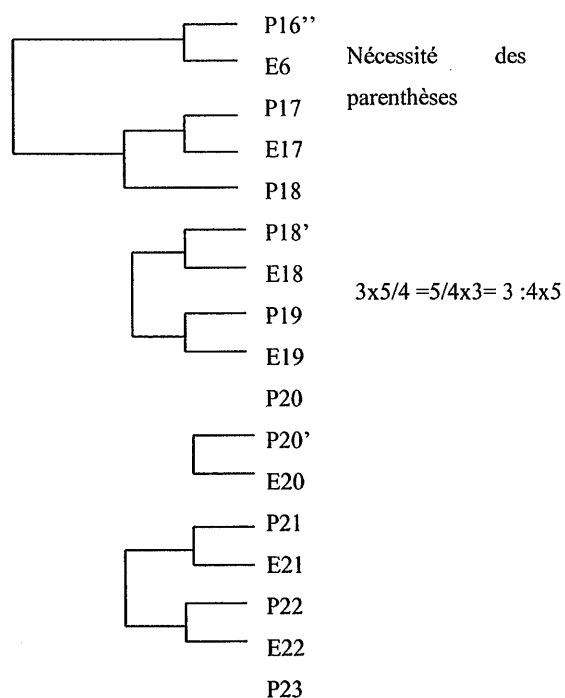 P16’’
E6
Nécessité des
parenthèses
P17
E17
P18
P18’
E18
3x5/4 =5/4x3= 3 :4x5
P19
E19
P20
P20’
E20
P21
E21
P22
E22
P23